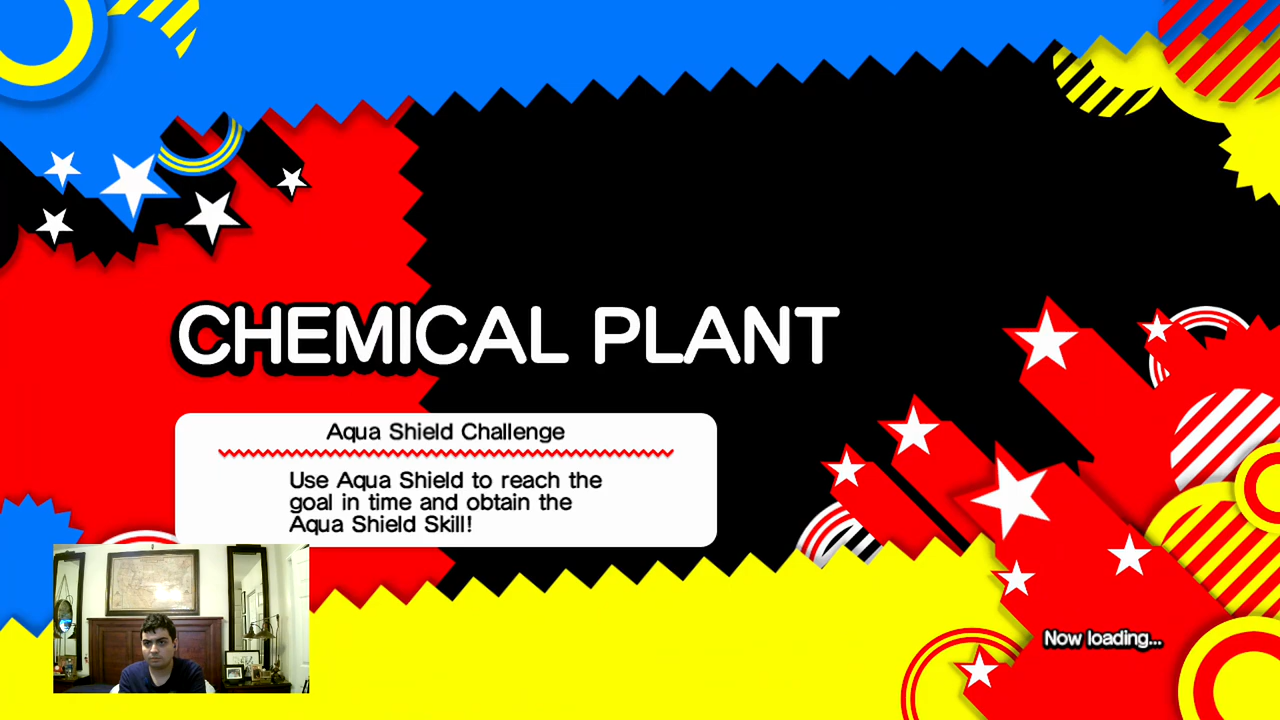 CHEMICAL PLANT
Aqua Shield Challenge
Use Aqua Shield to reach the
goal in time and obtain the
Aqua Shield Skill!
Now loading...